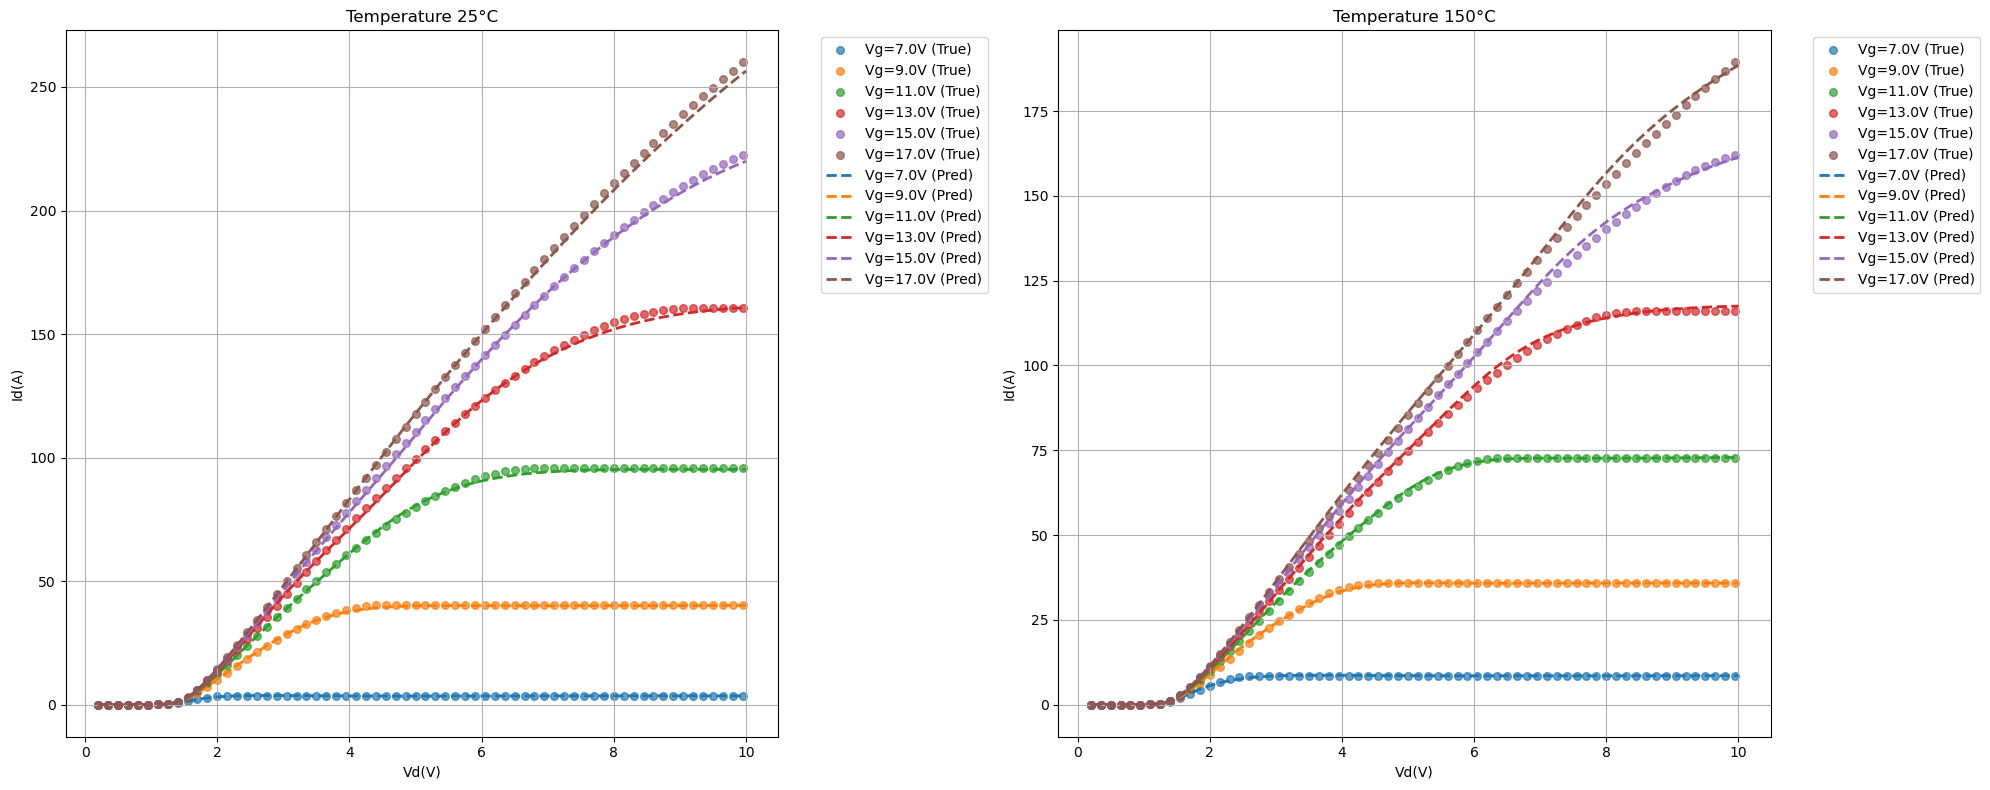 Temperature 25°C
Id(A)
250
200
150
100
50
0
0 2 4 6 8 10
Vd(V)
Vg=7.0V (True)
Vg=9.0V (True)
Vg=11.0V (True)
Vg=13.0V (True)
Vg=15.0V (True)
Vg=17.0V (True)
Vg=7.0V (Pred)
Vg=9.0V (Pred)
Vg=11.0V (Pred)
Vg=13.0V (Pred)
Vg=15.0V (Pred)
Vg=17.0V (Pred)
Temperature 150°C
Id(A)
175
150
125
100
75
50
25
0
0 2 4 6 8 10
Vd(V)
Vg=7.0V (True)
Vg=9.0V (True)
Vg=11.0V (True)
Vg=13.0V (True)
Vg=15.0V (True)
Vg=17.0V (True)
Vg=7.0V (Pred)
Vg=9.0V (Pred)
Vg=11.0V (Pred)
Vg=13.0V (Pred)
Vg=15.0V (Pred)
Vg=17.0V (Pred)